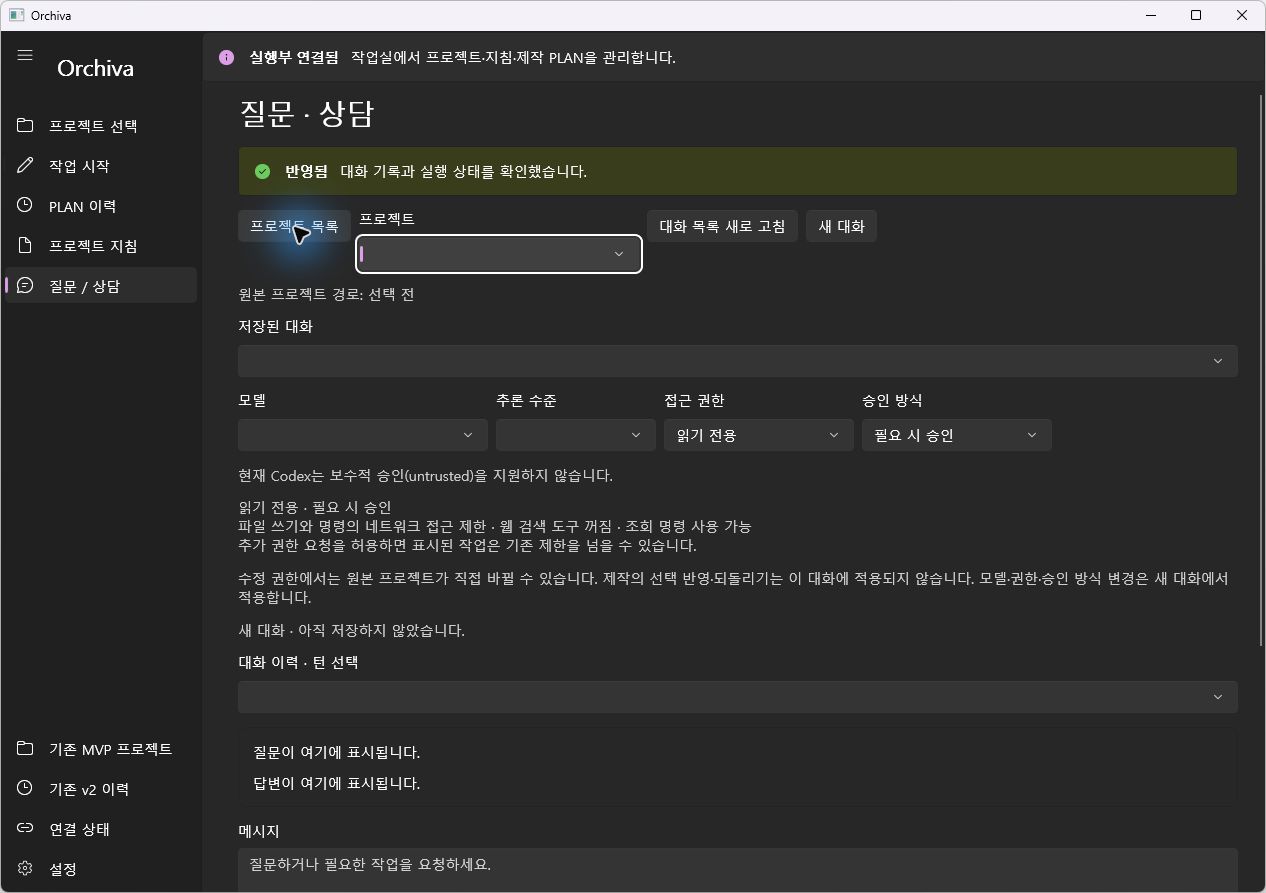 Orchiva
Orchiva
프로젝트 선택
작업 시작
PLAN 이력
프로젝트 지침
질문 / 상담
기존 MVP 프로젝트
기존 v2 이력
연결 상태
설정
실행부 연결됨 작업실에서 프로젝트·지침·제작 PLAN을 관리합니다.
질문 · 상담
반영됨 대화 기록과 실행 상태를 확인했습니다.
프로젝트 목록
프로젝트
대화 목록 새로 고침
새 대화
원본 프로젝트 경로: 선택 전
저장된 대화
모델
추론 수준
접근 권한
승인 방식
읽기 전용
필요 시 승인
현재 Codex는 보수적 승인(untrusted)을 지원하지 않습니다.
읽기 전용 · 필요 시 승인
파일 쓰기와 명령의 네트워크 접근 제한 · 웹 검색 도구 꺼짐 · 조회 명령 사용 가능
추가 권한 요청을 허용하면 표시된 작업은 기존 제한을 넘을 수 있습니다.
수정 권한에서는 원본 프로젝트가 직접 바뀔 수 있습니다. 제작의 선택 반영·되돌리기는 이 대화에 적용되지 않습니다. 모델·권한·승인 방식 변경은 새 대화에서
적용합니다.
새 대화 · 아직 저장하지 않았습니다.
대화 이력 · 턴 선택
질문이 여기에 표시됩니다.
답변이 여기에 표시됩니다.
메시지
질문하거나 필요한 작업을 요청하세요.